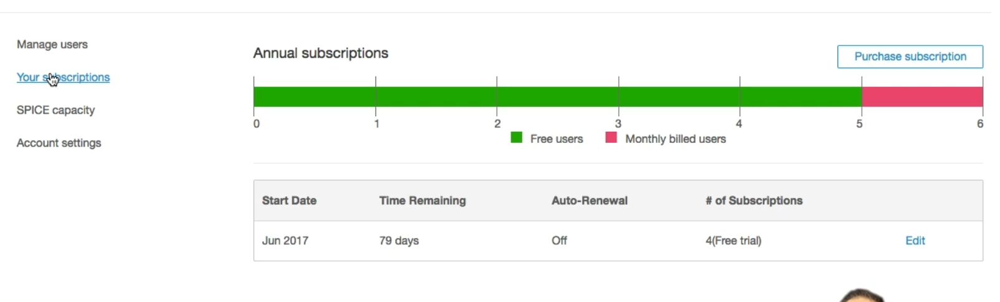 Manage users
Your subscriptions
SPICE capacity
Account settings
Annual subscriptions
Purchase subscription
0 1 2 3 4 5 6
Free users Monthly billed users
Start Date Time Remaining Auto-Renewal # of Subscriptions
Jun 2017 79 days Off 4(Free trial) Edit